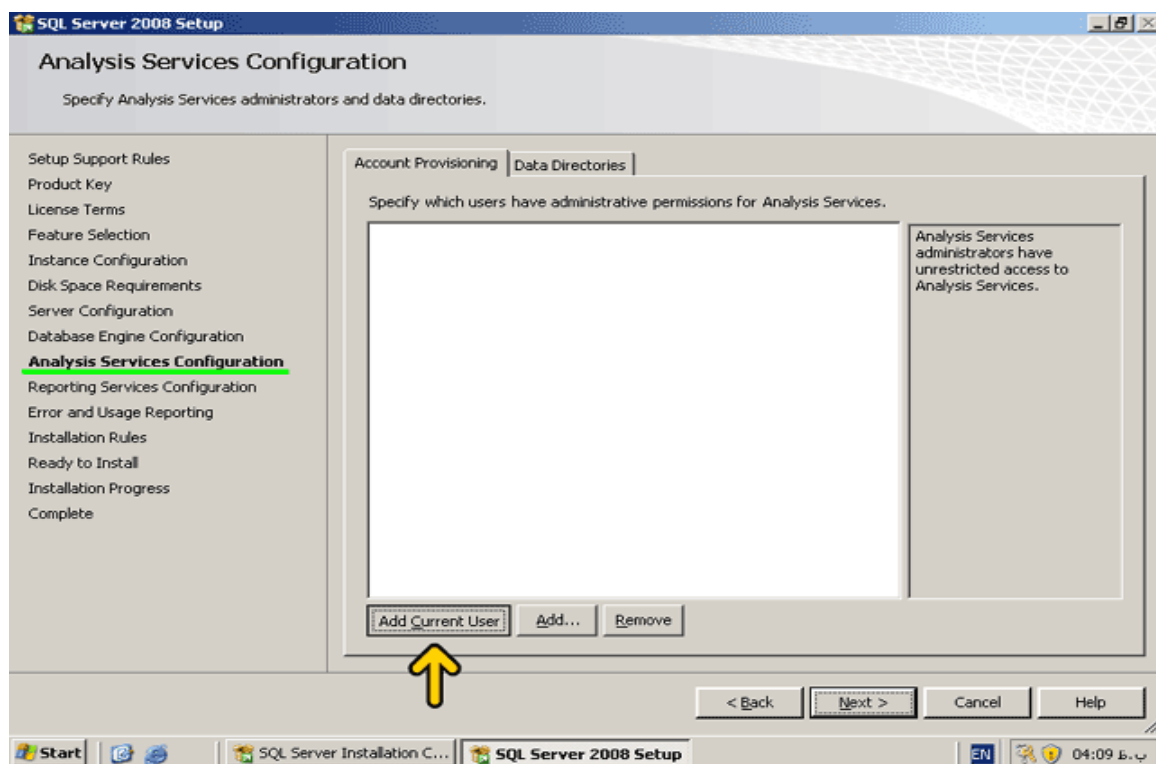 SQL Server 2008 Setup
Analysis Services Configuration
Specify Analysis Services administrators and data directories.
Setup Support Rules
Product Key
License Terms
Feature Selection
Instance Configuration
Disk Space Requirements
Server Configuration
Database Engine Configuration
Analysis Services Configuration
Reporting Services Configuration
Error and Usage Reporting
Installation Rules
Ready to Install
Installation Progress
Complete
Account Provisioning Data Directories
Specify which users have administrative permissions for Analysis Services.
Analysis Services
administrators have
unrestricted access to
Analysis Services.
Add Current User Add... Remove
< Back Next > Cancel Help
Start SQL Server Installation C... SQL Server 2008 Setup EN 04:09 ب.ظ